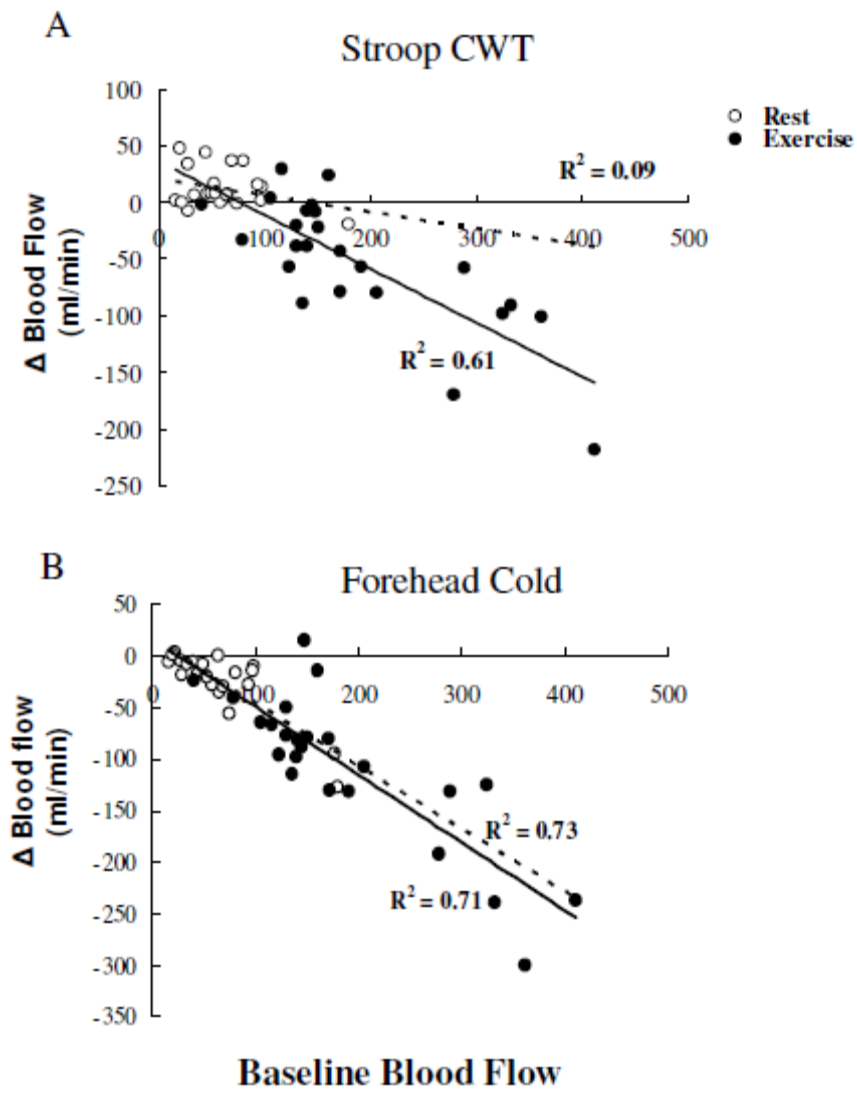 A
Stroop CWT
100
50
0
-50
-100
-150
-200
-250
0 100 200 300 400 500
Δ Blood Flow
(ml/min)
Rest
Exercise
R² = 0.09
R² = 0.61
B
Forehead Cold
50
0
-50
-100
-150
-200
-250
-300
-350
0 100 200 300 400 500
Δ Blood flow
(ml/min)
R² = 0.73
R² = 0.71
Baseline Blood Flow